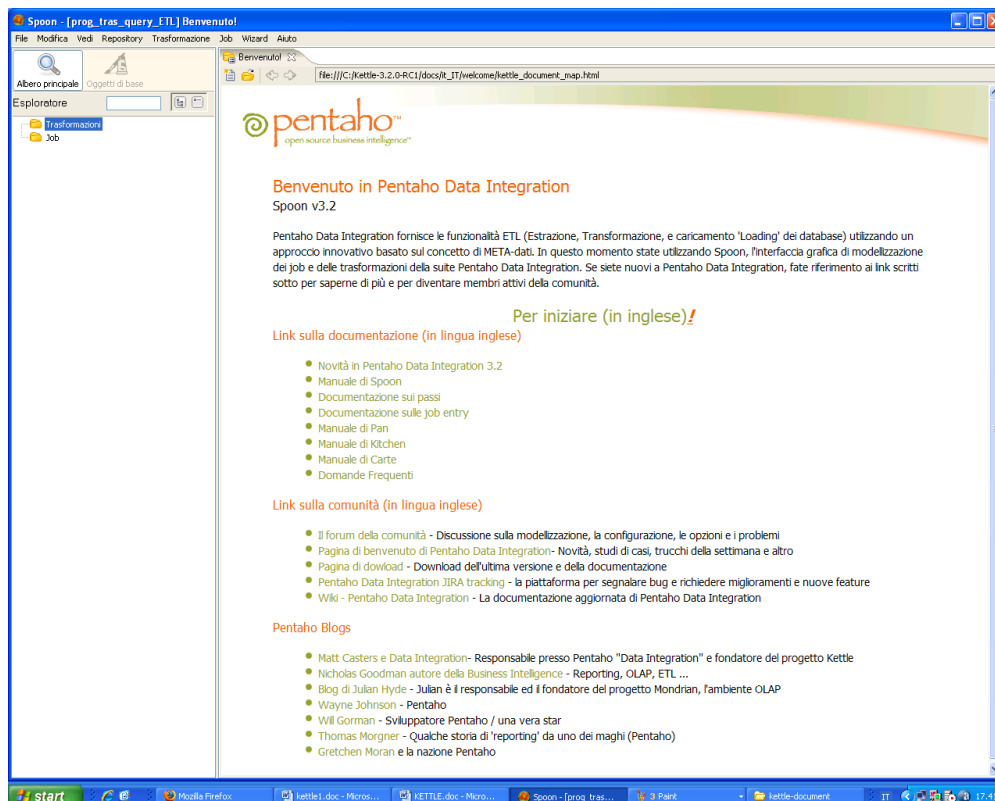 Spoon - [prog_tras_query_ETL] Benvenuto!
File Modifica Vedi Repository Trasformazione Job Wizard Aiuto
Albero principale
Oggetti di base
Esploratore
Trasformazioni
Job
Benvenuto!
file:///C:/Kettle-3.2.0-RC1/docs/it_IT/welcome/kettle_document_map.html
pentaho™
open source business intelligence™
Benvenuto in Pentaho Data Integration
Spoon v3.2
Pentaho Data Integration fornisce le funzionalità ETL (Estrazione, Transformazione, e caricamento 'Loading' dei database) utilizzando un
approccio innovativo basato sul concetto di META-dati. In questo momento state utilizzando Spoon, l'interfaccia grafica di modellizzazione
dei job e delle trasformazioni della suite Pentaho Data Integration. Se siete nuovi a Pentaho Data Integration, fate riferimento ai link scritti
sotto per saperne di più e per diventare membri attivi della comunità.
Per iniziare (in inglese)!
Link sulla documentazione (in lingua inglese)
Novità in Pentaho Data Integration 3.2
Manuale di Spoon
Documentazione sui passi
Documentazione sulle job entry
Manuale di Pan
Manuale di Kitchen
Manuale di Carte
Domande Frequenti
Link sulla comunità (in lingua inglese)
Il forum della comunità - Discussione sulla modellizzazione, la configurazione, le opzioni e i problemi
Pagina di benvenuto di Pentaho Data Integration- Novità, studi di casi, trucchi della settimana e altro
Pagina di dowload - Download dell'ultima versione e della documentazione
Pentaho Data Integration JIRA tracking - la piattaforma per segnalare bug e richiedere miglioramenti e nuove feature
Wiki - Pentaho Data Integration - La documentazione aggiornata di Pentaho Data Integration
Pentaho Blogs
Matt Casters e Data Integration- Responsabile presso Pentaho "Data Integration" e fondatore del progetto Kettle
Nicholas Goodman autore della Business Intelligence - Reporting, OLAP, ETL ...
Blog di Julian Hyde - Julian è il responsabile ed il fondatore del progetto Mondrian, l'ambiente OLAP
Wayne Johnson - Pentaho
Will Gorman - Sviluppatore Pentaho / una vera star
Thomas Morgner - Qualche storia di 'reporting' da uno dei maghi (Pentaho)
Gretchen Moran e la nazione Pentaho
start
Mozilla Firefox
kettle1.doc - Micros...
KETTLE.doc - Micro...
Spoon - [prog_tras...
3 Paint
kettle-document
IT
17.4